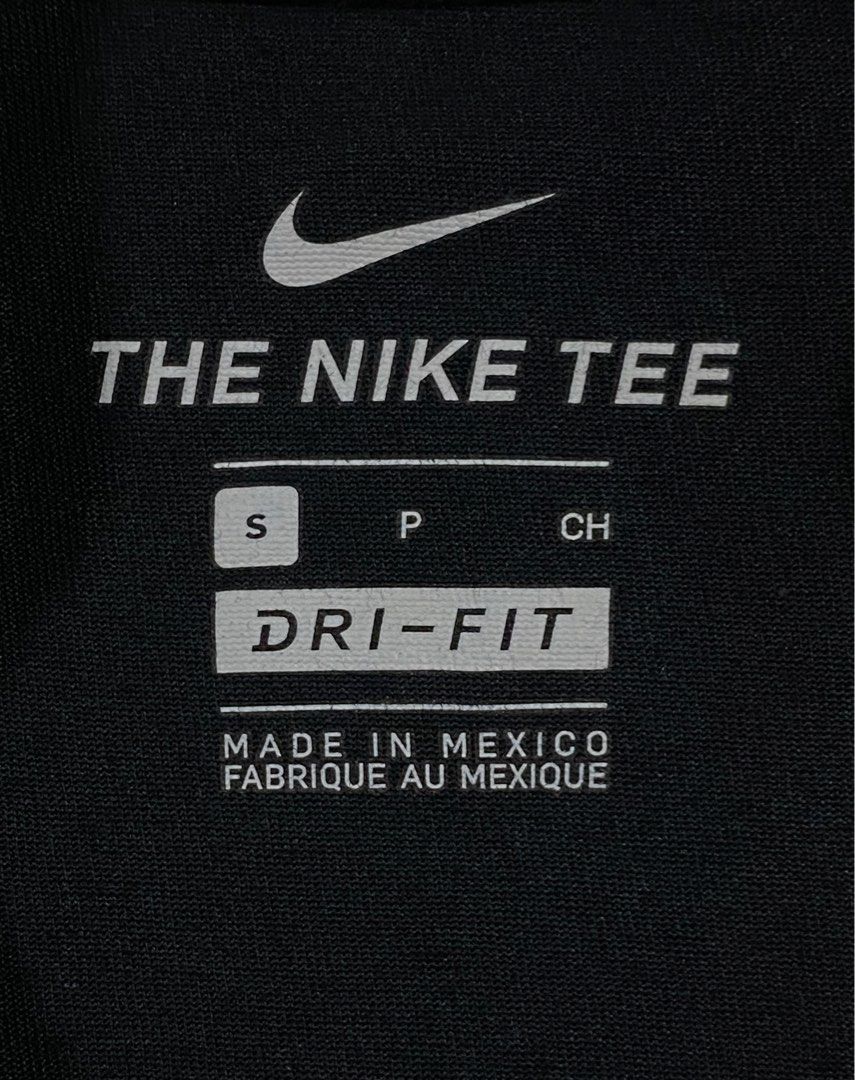 THE NIKE TEE
S P CH
DRI-FIT
MADE IN MEXICO
FABRIQUE AU MEXIQUE